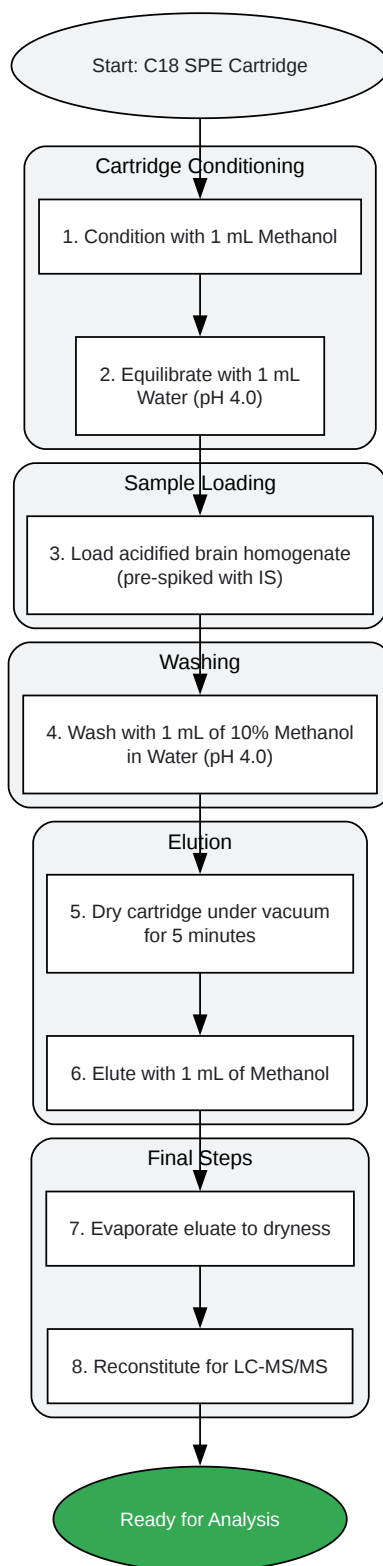 Start: C18 SPE Cartridge
Cartridge Conditioning
1. Condition with 1 mL Methanol
2. Equilibrate with 1 mL
Water (pH 4.0)
Sample Loading
3. Load acidified brain homogenate
(pre-spiked with IS)
Washing
4. Wash with 1 mL of 10% Methanol
in Water (pH 4.0)
Elution
5. Dry cartridge under vacuum
for 5 minutes
6. Elute with 1 mL of Methanol
Final Steps
7. Evaporate eluate to dryness
8. Reconstitute for LC-MS/MS
Ready for Analysis